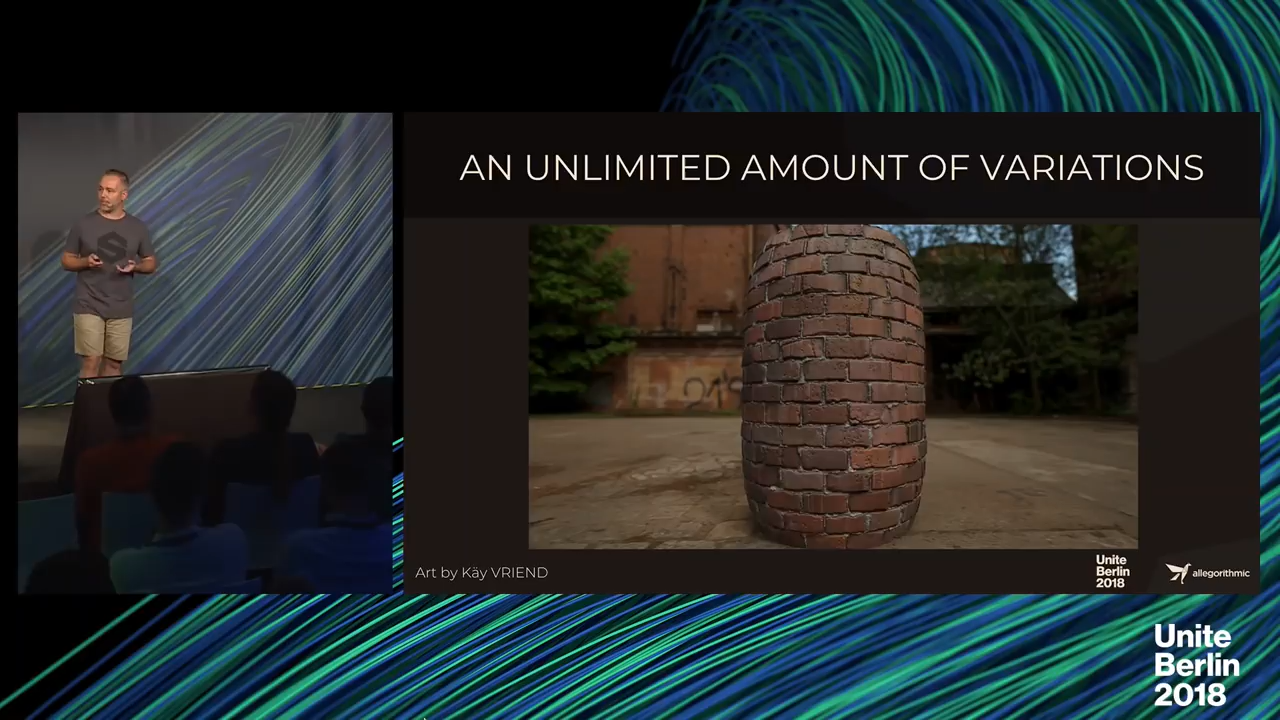 AN UNLIMITED AMOUNT OF VARIATIONS
Art by Käy VRIEND
Unite
Berlin
2018
allegorithmic
Unite
Berlin
2018